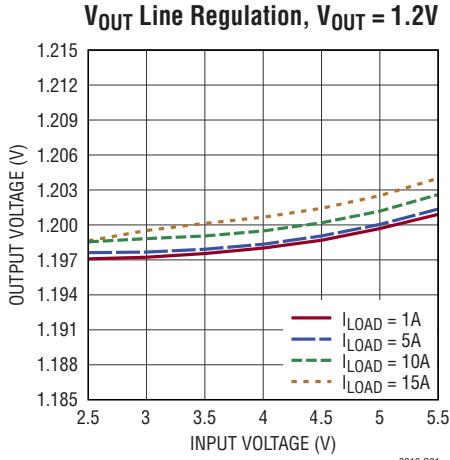 VOUT Line Regulation, VOUT = 1.2V
OUTPUT VOLTAGE (V)
1.215
1.212
1.209
1.206
1.203
1.200
1.197
1.194
1.191
1.188
1.185
ILOAD = 1A
ILOAD = 5A
ILOAD = 10A
ILOAD = 15A
2.5 3 3.5 4 4.5 5 5.5
INPUT VOLTAGE (V)